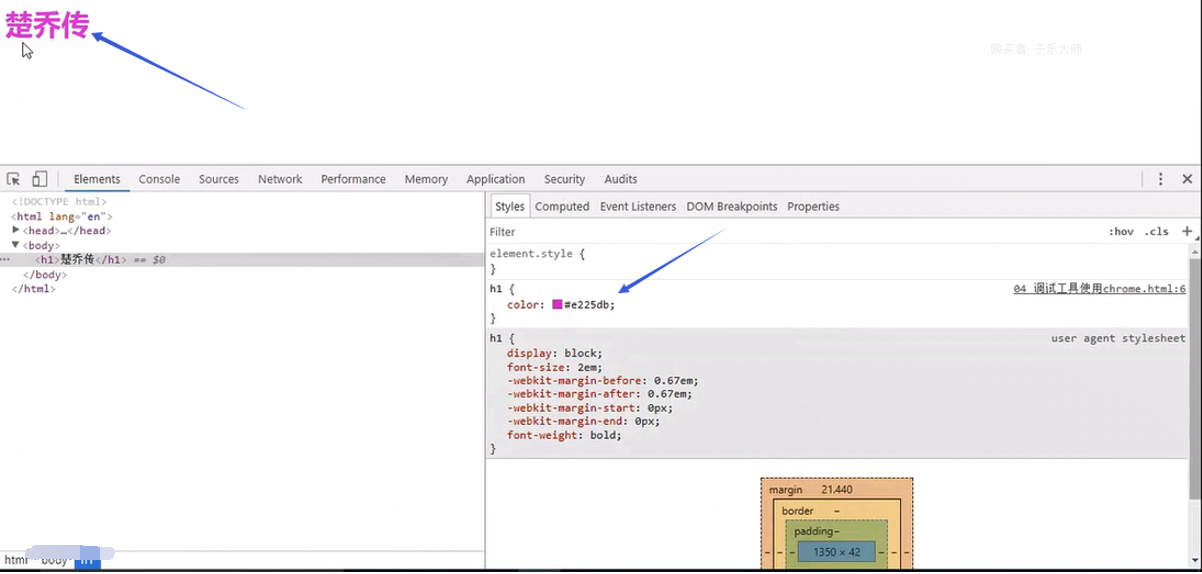 楚乔传
购买者: 子乐大师
Elements Console Sources Network Performance Memory Application Security Audits
<!DOCTYPE html>
<html lang="en">
<head>…</head>
<body>
<h1>楚乔传</h1> == $0
</body>
</html>
html body h1
Styles Computed Event Listeners DOM Breakpoints Properties
Filter :hov .cls +
element.style {
}
h1 { 04 调试工具使用chrome.html:6
color: #e225db;
}
h1 { user agent stylesheet
display: block;
font-size: 2em;
-webkit-margin-before: 0.67em;
-webkit-margin-after: 0.67em;
-webkit-margin-start: 0px;
-webkit-margin-end: 0px;
font-weight: bold;
}
margin 21.440
border –
padding –
– – – 1350 × 42 – – –